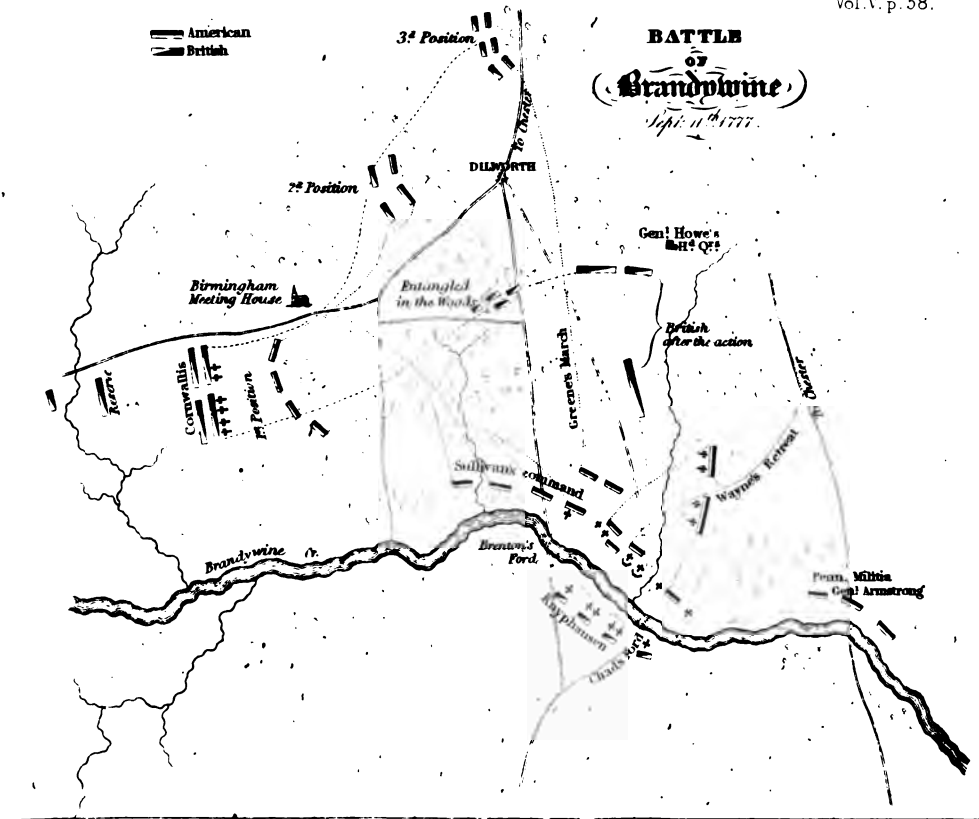 Vol. V. p. 58.
American
British
BATTLE
OF
Brandywine
Sept. 11th 1777.
3d Position
To Chester
DILWORTH
2d Position
Genl. Howe's
Hd. Qrs.
Birmingham
Meeting House
Entangled
in the Woods
British
after the action
Greene's March
Chester
Reserve
Cornwallis
1st Position
Sullivan's command
Wayne's Retreat
Brandywine Cr.
Brenton's
Ford
Penn. Militia
Genl. Armstrong
Knyphausen
Chads Ford